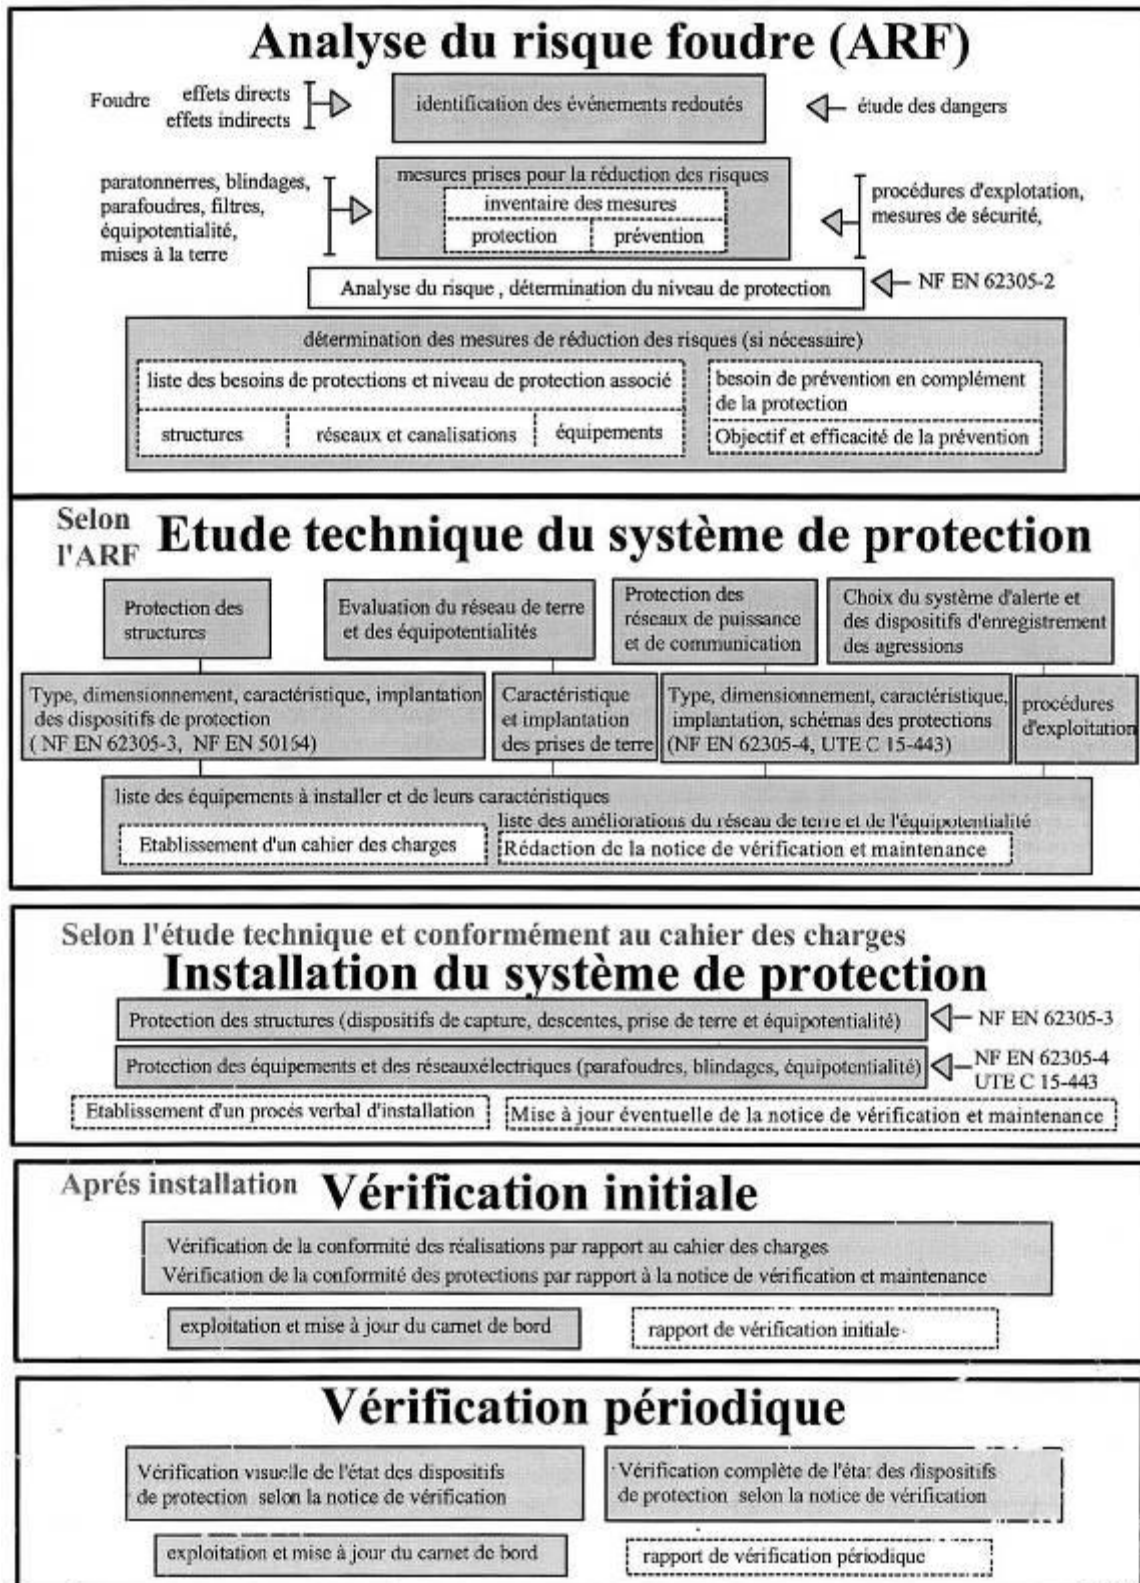 Analyse du risque foudre (ARF)
Foudre
effets directs
effets indirects
identification des événements redoutés
étude des dangers
paratonnerres, blindages,
parafoudres, filtres,
équipotentialité,
mises à la terre
mesures prises pour la réduction des risques
inventaire des mesures
protection
prévention
procédures d'explotation,
mesures de sécurité,
Analyse du risque , détermination du niveau de protection
NF EN 62305-2
détermination des mesures de réduction des risques (si nécessaire)
liste des besoins de protections et niveau de protection associé
structures
réseaux et canalisations
équipements
besoin de prévention en complément
de la protection
Objectif et efficacité de la prévention
Selon
l'ARF
Etude technique du système de protection
Protection des
structures
Evaluation du réseau de terre
et des équipotentialités
Protection des
réseaux de puissance
et de communication
Choix du système d'alerte et
des dispositifs d'enregistrement
des agressions
Type, dimensionnement, caractéristique, implantation
des dispositifs de protection
( NF EN 62305-3, NF EN 50164)
Caractéristique
et implantation
des prises de terre
Type, dimensionnement, caractéristique,
implantation, schémas des protections
(NF EN 62305-4, UTE C 15-443)
procédures
d'exploitation
liste des équipements à installer et de leurs caractéristiques
liste des améliorations du réseau de terre et de l'équipotentialité
Etablissement d'un cahier des charges
Rédaction de la notice de vérification et maintenance
Selon l'étude technique et conformément au cahier des charges
Installation du système de protection
Protection des structures (dispositifs de capture, descentes, prise de terre et équipotentialité)
NF EN 62305-3
Protection des équipements et des réseauxélectriques (parafoudres, blindages, équipotentialité)
NF EN 62305-4
UTE C 15-443
Etablissement d'un procés verbal d'installation
Mise à jour éventuelle de la notice de vérification et maintenance
Aprés installation
Vérification initiale
Vérification de la conformité des réalisations par rapport au cahier des charges
Vérification de la conformité des protections par rapport à la notice de vérification et maintenance
exploitation et mise à jour du carnet de bord
rapport de vérification initiale
Vérification périodique
Vérification visuelle de l'état des dispositifs
de protection selon la notice de vérification
Vérification complète de l'état des dispositifs
de protection selon la notice de vérification
exploitation et mise à jour du carnet de bord
rapport de vérification périodique